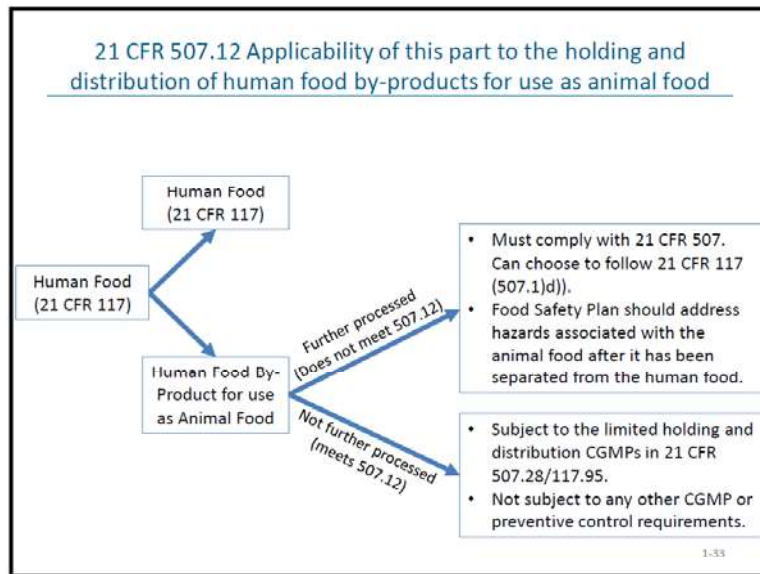 21 CFR 507.12 Applicability of this part to the holding and
distribution of human food by-products for use as animal food
Human Food
(21 CFR 117)
Human Food
(21 CFR 117)
Human Food By-
Product for use
as Animal Food
Further processed
(Does not meet 507.12)
Not further processed
(meets 507.12)
• Must comply with 21 CFR 507.
Can choose to follow 21 CFR 117
(507.1)d)).
• Food Safety Plan should address
hazards associated with the
animal food after it has been
separated from the human food.
• Subject to the limited holding and
distribution CGMPs in 21 CFR
507.28/117.95.
• Not subject to any other CGMP or
preventive control requirements.
1-33